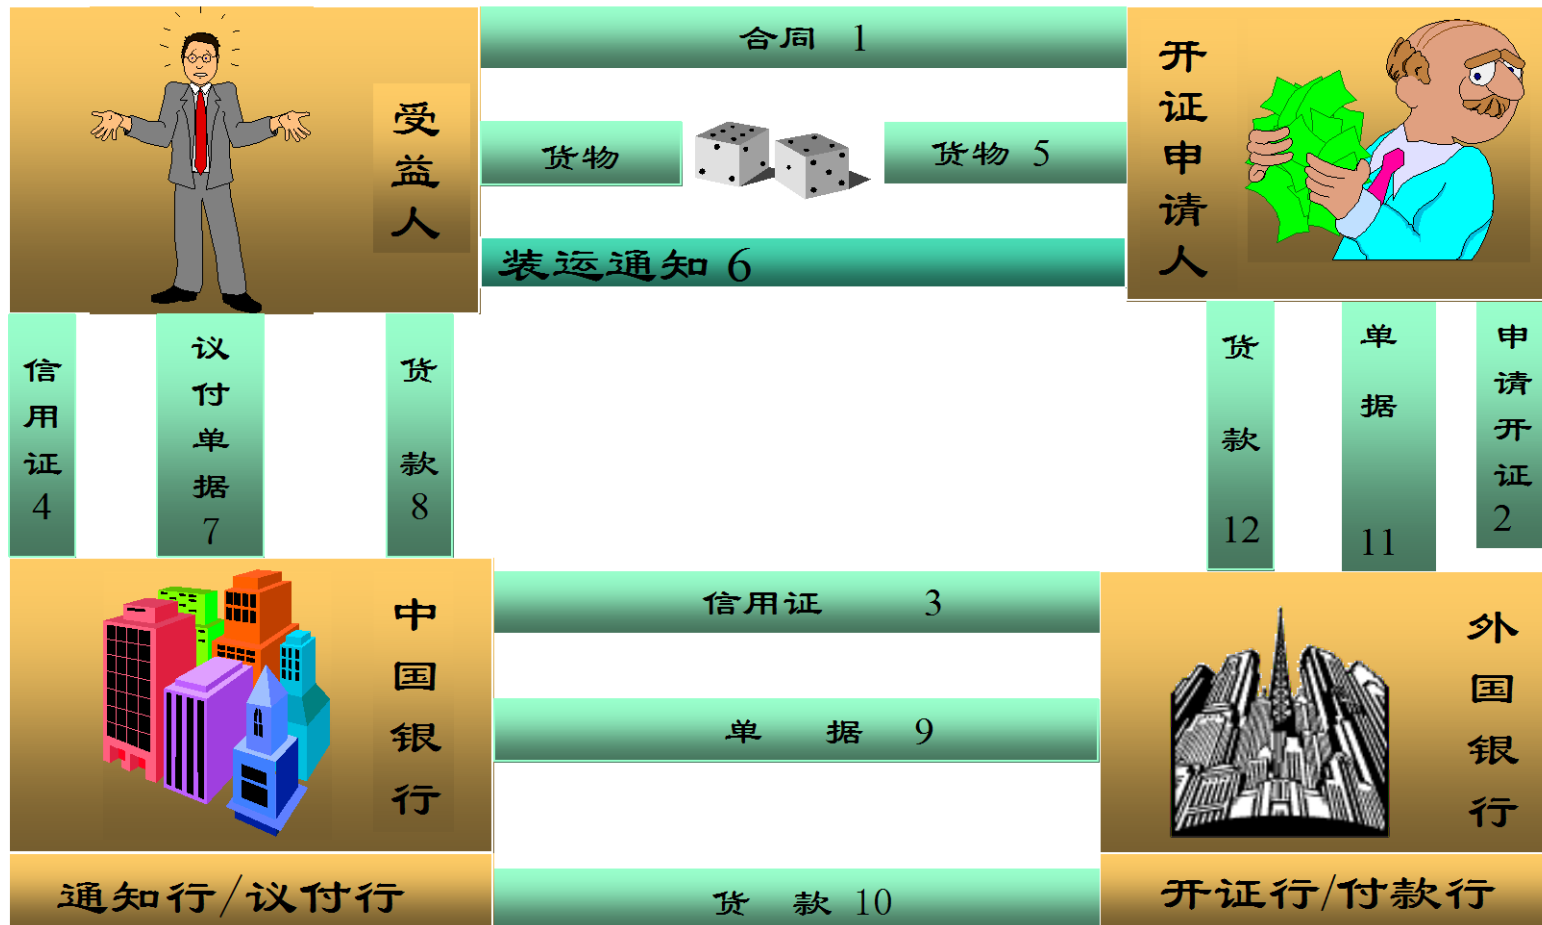 合同 1
受益人
开证申请人
货物
货物 5
装运通知 6
信用证 4
议付单据 7
货款 8
货款 12
单据 11
申请开证 2
中国银行
信用证 3
外国银行
单据 9
通知行/议付行
货款 10
开证行/付款行